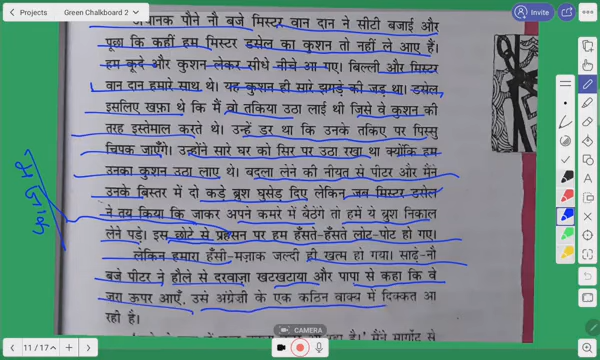 APPS
Green Chalkboard 2
Invite
अचानक पौने नौ बजे मिस्टर वान दान ने सीटी बजाई और
पूछा कि कहीं हम मिस्टर डसेल का कुशन तो नहीं ले आए हैं।
हम कूदे और कुशन लेकर सीधे नीचे आ गए। बिल्ली और मिस्टर
वान दान हमारे साथ थे। यह कुशन ही सारे झगड़े की जड़ था। डसेल
इसलिए खफ़ा थे कि मैं वो तकिया उठा लाई थी जिसे वे कुशन की
तरह इस्तेमाल करते थे। उन्हें डर था कि उनके तकिए पर पिस्सु
चिपक जाएँगे। उन्होंने सारे घर को सिर पर उठा रखा था क्योंकि हम
उनका कुशन उठा लाए थे। बदला लेने की नीयत से पीटर और मैंने
उनके बिस्तर में दो कड़े ब्रुश घुसेड़ दिए लेकिन जब मिस्टर डसेल
ने तय किया कि जाकर अपने कमरे में बैठेंगे तो हमें ये ब्रुश निकाल
लेने पड़े। इस छोटे से प्रहसन पर हम हँसते-हँसते लोट-पोट हो गए।
लेकिन हमारा हँसी-मज़ाक जल्दी ही खत्म हो गया। साढ़े-नौ
बजे पीटर ने हौले से दरवाज़ा खटखटाया और पापा से कहा कि वे
ज़रा ऊपर आएँ, उसे अंग्रेज़ी के एक कठिन वाक्य में दिक्कत आ
रही है।
CAMERA
11 / 17